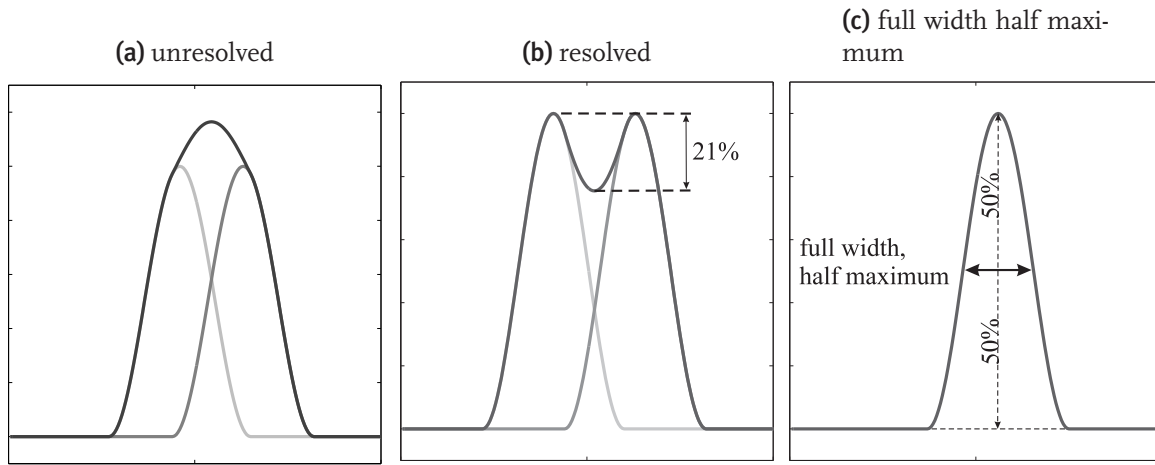 (a) unresolved
(b) resolved
(c) full width half maxi-
mum
21%
50%
full width,
half maximum
50%